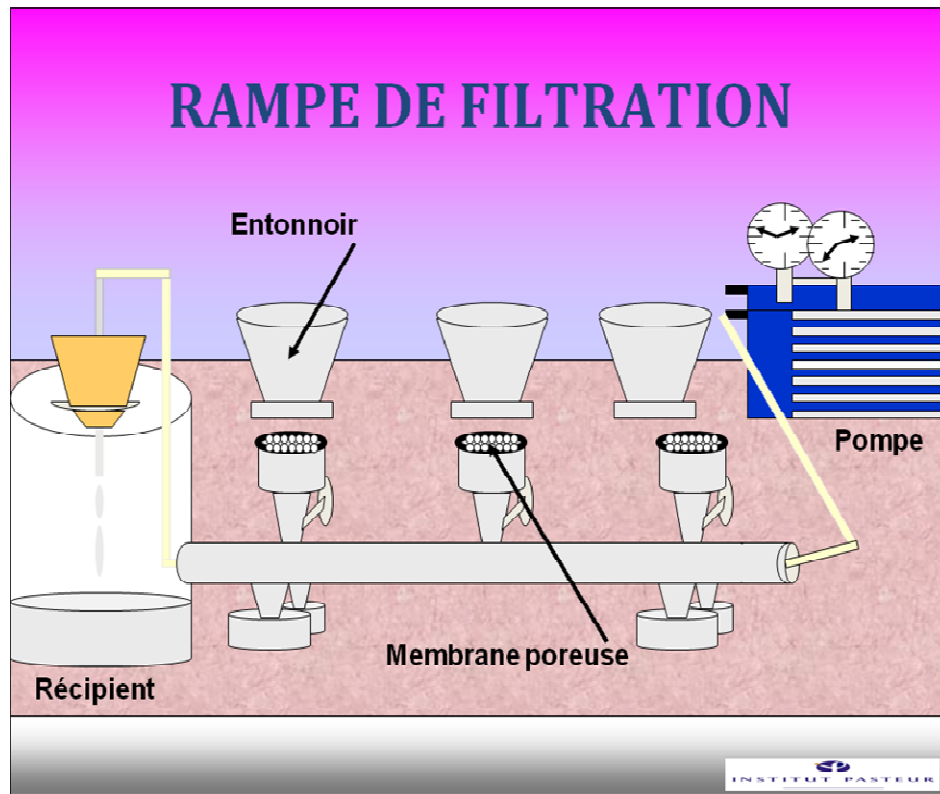 RAMPE DE FILTRATION
Entonnoir
Pompe
Membrane poreuse
Récipient
INSTITUT PASTEUR